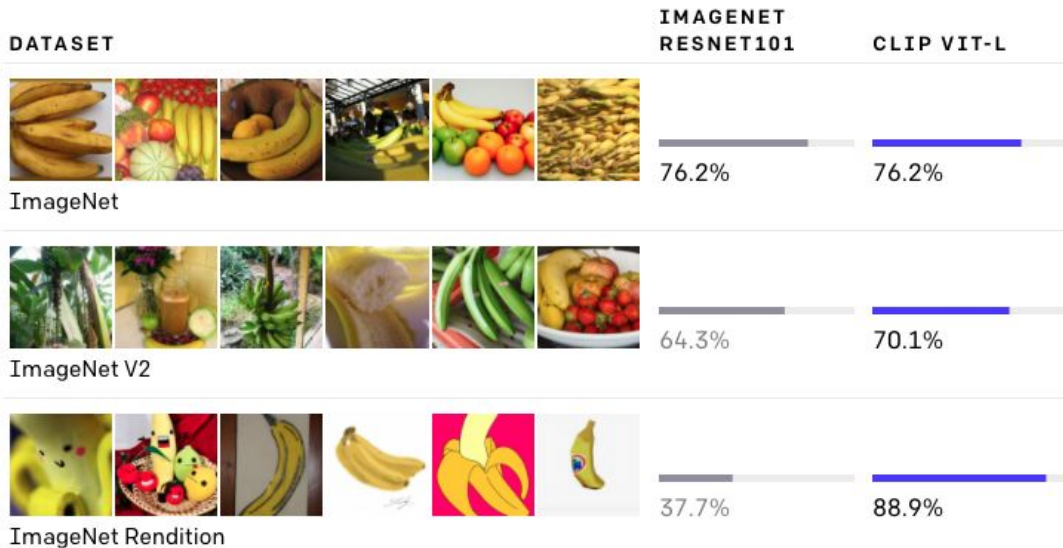 DATASET
IMAGENET
RESNET101
CLIP VIT-L
ImageNet
76.2%
76.2%
ImageNet V2
64.3%
70.1%
ImageNet Rendition
37.7%
88.9%